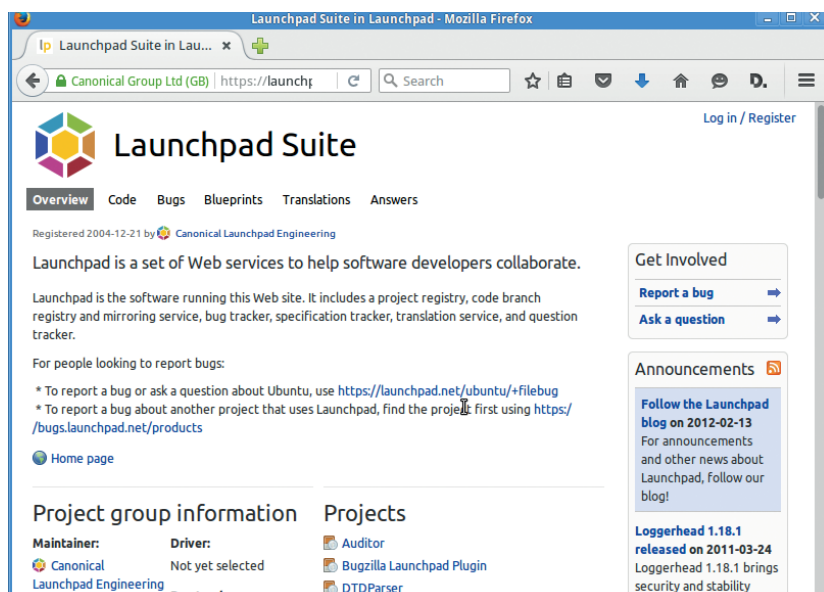 Launchpad Suite in Launchpad - Mozilla Firefox
lp Launchpad Suite in Lau...
Canonical Group Ltd (GB) https://launchp Search
Log in / Register
Launchpad Suite
Overview Code Bugs Blueprints Translations Answers
Registered 2004-12-21 by Canonical Launchpad Engineering
Launchpad is a set of Web services to help software developers collaborate.
Launchpad is the software running this Web site. It includes a project registry, code branch
registry and mirroring service, bug tracker, specification tracker, translation service, and question
tracker.
For people looking to report bugs:
* To report a bug or ask a question about Ubuntu, use https://launchpad.net/ubuntu/+filebug
* To report a bug about another project that uses Launchpad, find the project first using https:/
/bugs.launchpad.net/products
Home page
Project group information
Maintainer: Driver:
Canonical Not yet selected
Launchpad Engineering
Projects
Auditor
Bugzilla Launchpad Plugin
DTDParser
Get Involved
Report a bug
Ask a question
Announcements
Follow the Launchpad
blog on 2012-02-13
For announcements
and other news about
Launchpad, follow our
blog!
Loggerhead 1.18.1
released on 2011-03-24
Loggerhead 1.18.1 brings
security and stability